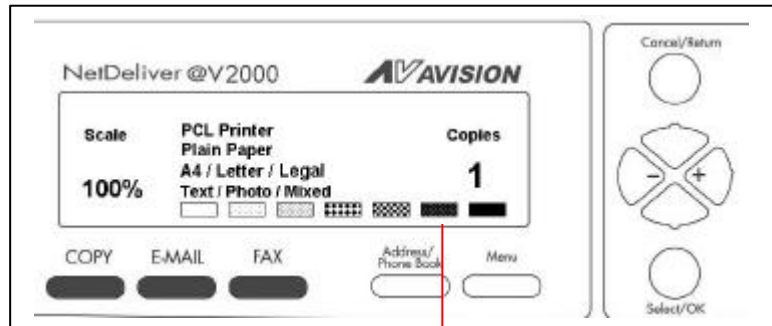 NetDeliver @V2000
AVAVISION
Scale
100%
PCL Printer
Plain Paper
A4 / Letter / Legal
Text / Photo / Mixed
Copies
1
COPY
E-MAIL
FAX
Address/
Phone Book
Menu
Cancel/Return
-
+
Select/OK